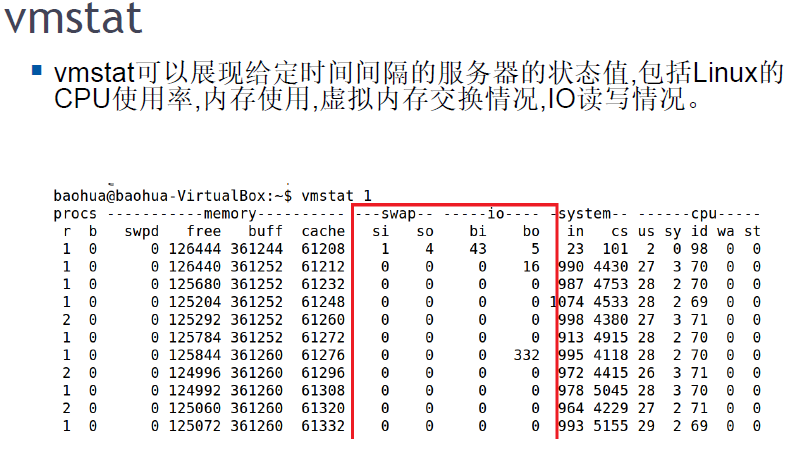 vmstat
vmstat可以展现给定时间间隔的服务器的状态值,包括Linux的
CPU使用率,内存使用,虚拟内存交换情况,IO读写情况。
baohua@baohua-VirtualBox:~$ vmstat 1
procs -----------memory---------- ---swap-- -----io---- -system-- ------cpu-----
r b swpd free buff cache si so bi bo in cs us sy id wa st
1 0 0 126444 361244 61208 1 4 43 5 23 101 2 0 98 0 0
1 0 0 126440 361252 61212 0 0 0 16 990 4430 27 3 70 0 0
1 0 0 125680 361252 61232 0 0 0 0 987 4753 28 2 70 0 0
1 0 0 125204 361252 61248 0 0 0 0 1074 4533 28 2 69 0 0
2 0 0 125292 361252 61260 0 0 0 0 998 4380 27 3 71 0 0
1 0 0 125784 361252 61272 0 0 0 0 913 4915 28 2 70 0 0
1 0 0 125844 361260 61276 0 0 0 332 995 4118 28 2 70 0 0
2 0 0 124996 361260 61296 0 0 0 0 972 4415 26 3 71 0 0
1 0 0 124992 361260 61308 0 0 0 0 978 5045 28 3 70 0 0
2 0 0 125060 361260 61320 0 0 0 0 964 4229 27 2 71 0 0
1 0 0 125072 361260 61332 0 0 0 0 993 5155 29 2 69 0 0